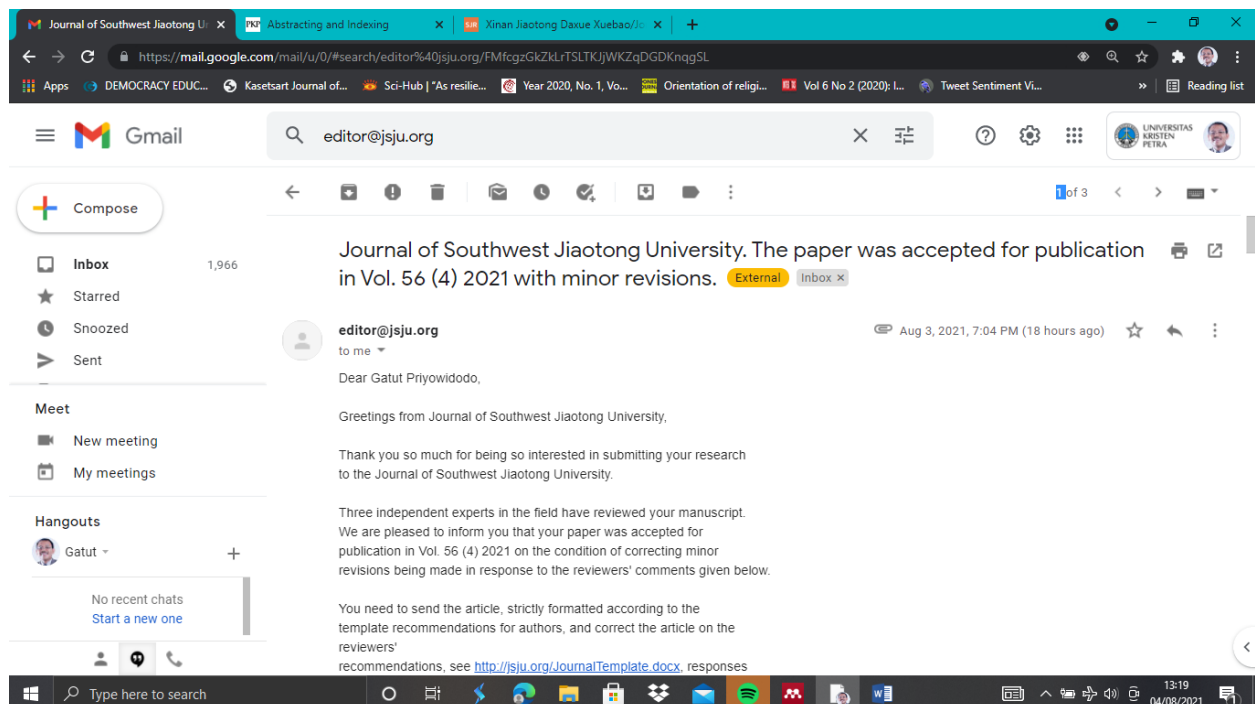 Journal of Southwest Jiaotong Un
PKP Abstracting and Indexing
SJR Xinan Jiaotong Daxue Xuebao/Jo
https://mail.google.com/mail/u/0/#search/editor%40jsju.org/FMfcgzGkZkLrTSLTKJjWKZqDGDKnqgSL
Apps DEMOCRACY EDUC... Kasetsart Journal of... Sci-Hub | "As resilie... Year 2020, No. 1, Vo... Orientation of religi... Vol 6 No 2 (2020): I... Tweet Sentiment Vi... » Reading list
Gmail
editor@jsju.org
UNIVERSITAS
KRISTEN
PETRA
Compose
1 of 3
Inbox 1,966
Starred
Snoozed
Sent
Meet
New meeting
My meetings
Hangouts
Gatut
No recent chats
Start a new one
Journal of Southwest Jiaotong University. The paper was accepted for publication
in Vol. 56 (4) 2021 with minor revisions. External Inbox ×
editor@jsju.org Aug 3, 2021, 7:04 PM (18 hours ago)
to me
Dear Gatut Priyowidodo,
Greetings from Journal of Southwest Jiaotong University,
Thank you so much for being so interested in submitting your research
to the Journal of Southwest Jiaotong University.
Three independent experts in the field have reviewed your manuscript.
We are pleased to inform you that your paper was accepted for
publication in Vol. 56 (4) 2021 on the condition of correcting minor
revisions being made in response to the reviewers' comments given below.
You need to send the article, strictly formatted according to the
template recommendations for authors, and correct the article on the
reviewers'
recommendations, see http://jsju.org/JournalTemplate.docx, responses
Type here to search
13:19
04/08/2021